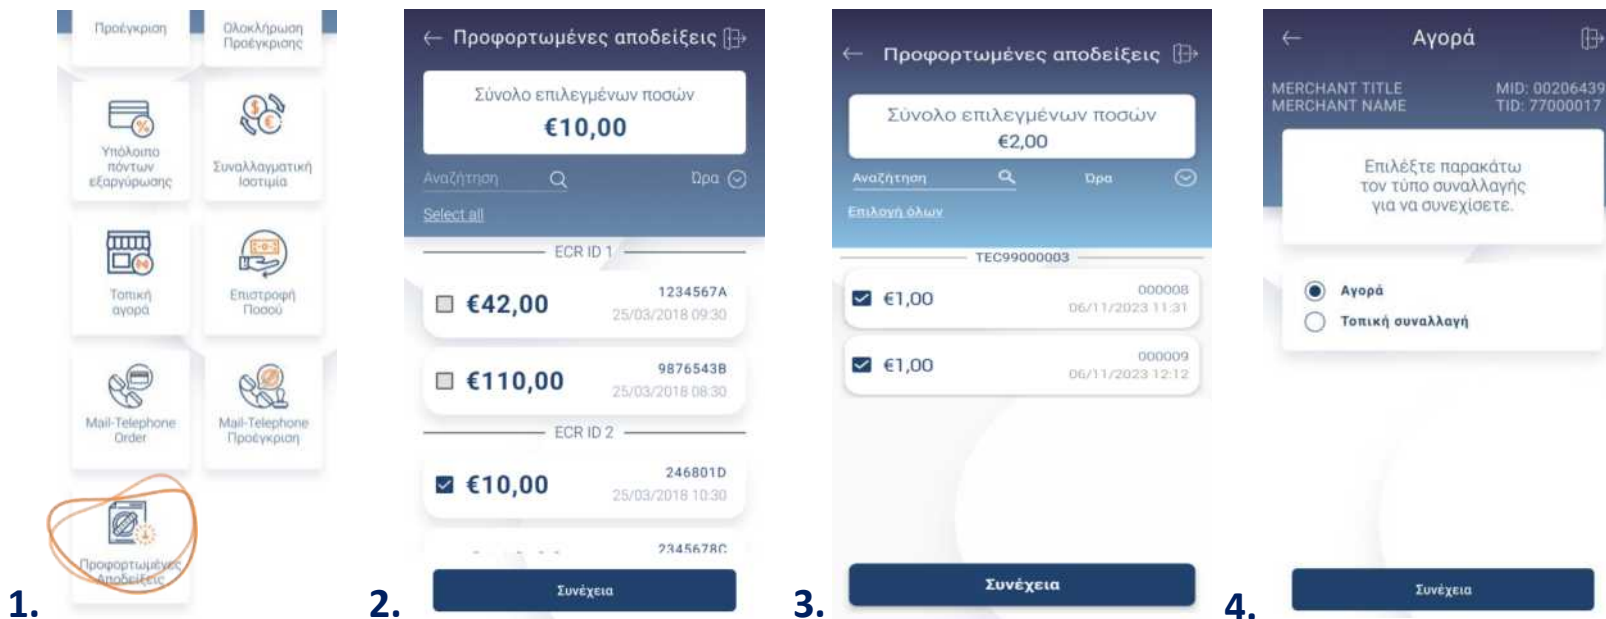 Προέγκριση
Ολοκλήρωση
Προέγκρισης
Υπόλοιπο
πόντων
εξαργύρωσης
Συναλλαγματική
Ισοτιμία
Τοπική
αγορά
Επιστροφή
Ποσού
Mail-Telephone
Order
Mail-Telephone
Προέγκριση
Προφορτωμένες
Αποδείξεις
1.
← Προφορτωμένες αποδείξεις
Σύνολο επιλεγμένων ποσών
€10,00
Αναζήτηση
Ώρα
Select all
ECR ID 1
€42,00
1234567A
25/03/2018 09:30
€110,00
9876543B
25/03/2018 08:30
ECR ID 2
€10,00
246801D
25/03/2018 10:30
2345678C
Συνέχεια
2.
← Προφορτωμένες αποδείξεις
Σύνολο επιλεγμένων ποσών
€2,00
Αναζήτηση
Ώρα
Επιλογή όλων
TEC99000003
€1,00
000008
06/11/2023 11:31
€1,00
000009
06/11/2023 12:12
Συνέχεια
3.
← Αγορά
MERCHANT TITLE
MID: 00206439
MERCHANT NAME
TID: 77000017
Επιλέξτε παρακάτω
τον τύπο συναλλαγής
για να συνεχίσετε.
Αγορά
Τοπική συναλλαγή
Συνέχεια
4.